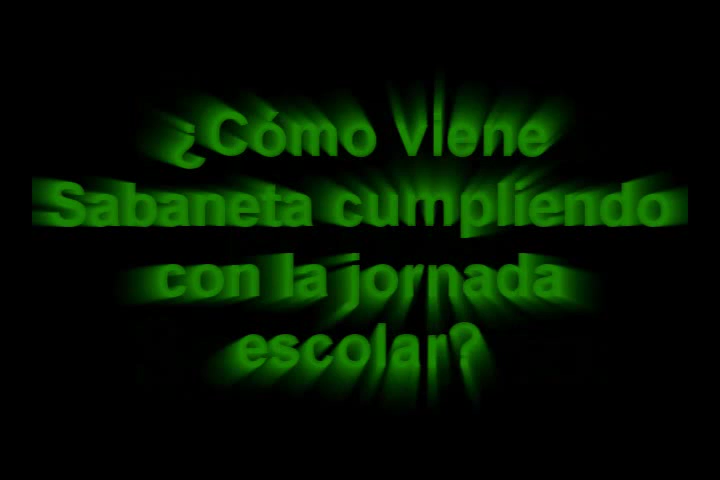 ¿Cómo viene
Sabaneta cumpliendo
con la jornada
escolar?